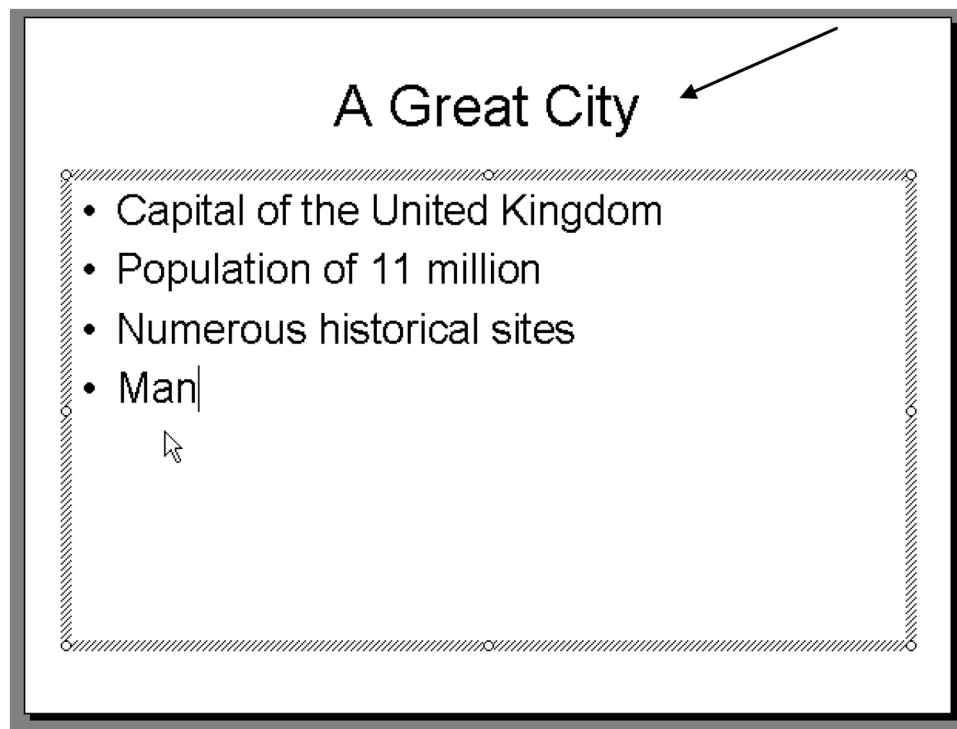 A Great City
• Capital of the United Kingdom
• Population of 11 million
• Numerous historical sites
• Man